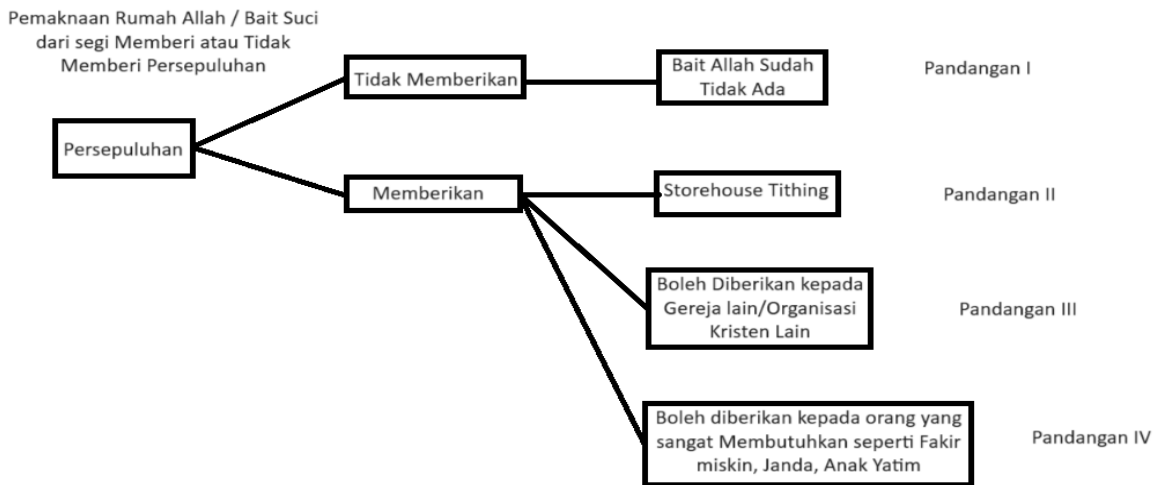 Pemaknaan Rumah Allah / Bait Suci
dari segi Memberi atau Tidak
Memberi Persepuluhan
Persepuluhan
Tidak Memberikan
Bait Allah Sudah
Tidak Ada
Pandangan I
Memberikan
Storehouse Tithing
Pandangan II
Boleh Diberikan kepada
Gereja lain/Organisasi
Kristen Lain
Pandangan III
Boleh diberikan kepada orang yang
sangat Membutuhkan seperti Fakir
miskin, Janda, Anak Yatim
Pandangan IV